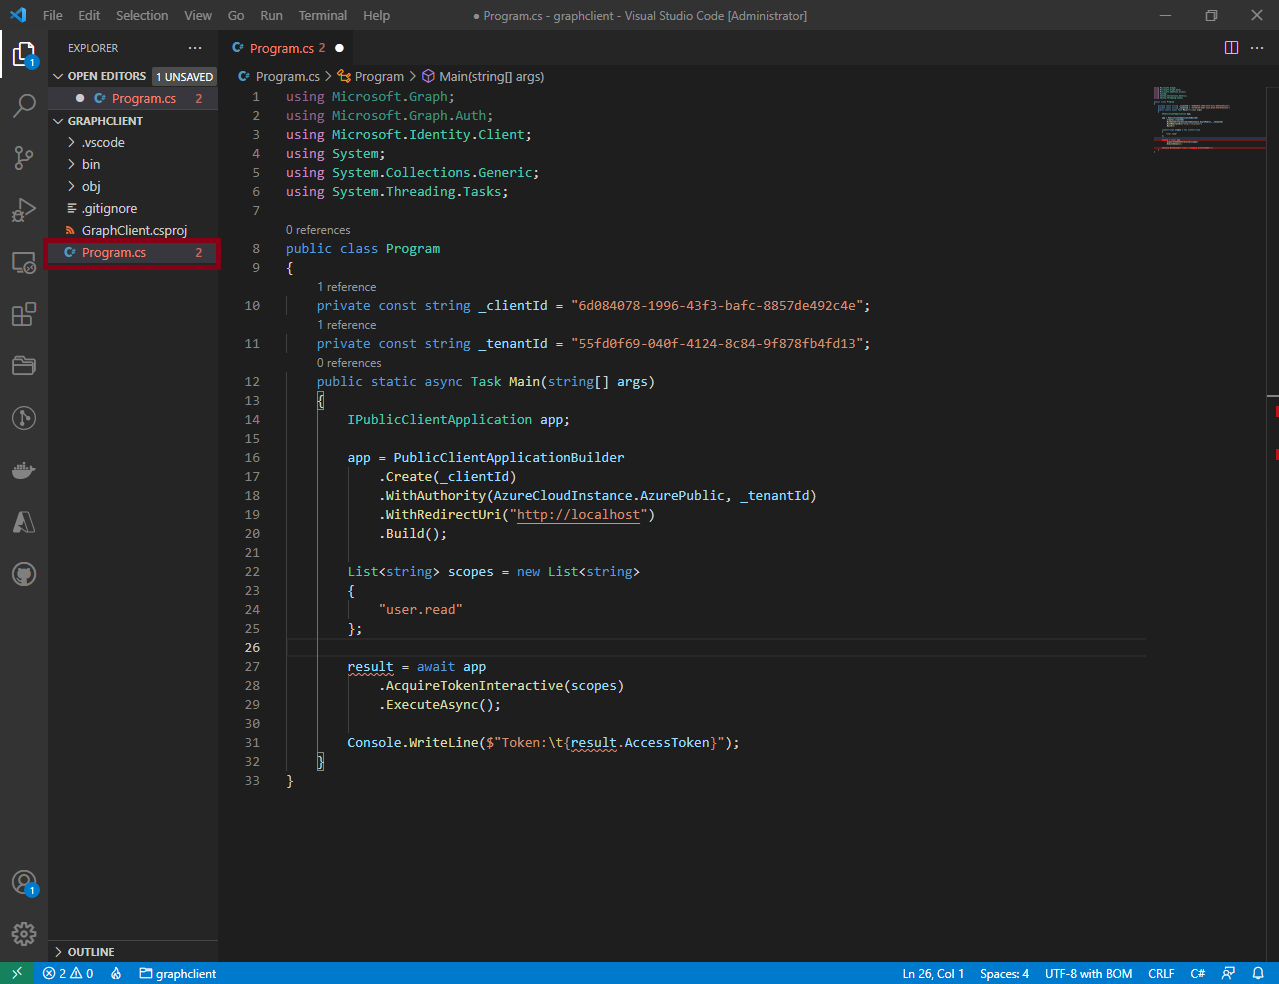 File Edit Selection View Go Run Terminal Help
● Program.cs - graphclient - Visual Studio Code [Administrator]
EXPLORER
OPEN EDITORS 1 UNSAVED
Program.cs 2
GRAPHCLIENT
.vscode
bin
obj
.gitignore
GraphClient.csproj
Program.cs 2
OUTLINE
1
1
Program.cs 2
Program.cs > Program > Main(string[] args)
1 using Microsoft.Graph;
2 using Microsoft.Graph.Auth;
3 using Microsoft.Identity.Client;
4 using System;
5 using System.Collections.Generic;
6 using System.Threading.Tasks;
7
0 references
8 public class Program
9 {
1 reference
10 private const string _clientId = "6d084078-1996-43f3-bafc-8857de492c4e";
1 reference
11 private const string _tenantId = "55fd0f69-040f-4124-8c84-9f878fb4fd13";
0 references
12 public static async Task Main(string[] args)
13 {
14 IPublicClientApplication app;
15
16 app = PublicClientApplicationBuilder
17 .Create(_clientId)
18 .WithAuthority(AzureCloudInstance.AzurePublic, _tenantId)
19 .WithRedirectUri("http://localhost")
20 .Build();
21
22 List<string> scopes = new List<string>
23 {
24 "user.read"
25 };
26
27 result = await app
28 .AcquireTokenInteractive(scopes)
29 .ExecuteAsync();
30
31 Console.WriteLine($"Token:\t{result.AccessToken}");
32 }
33 }
2 0 graphclient
Ln 26, Col 1 Spaces: 4 UTF-8 with BOM CRLF C#